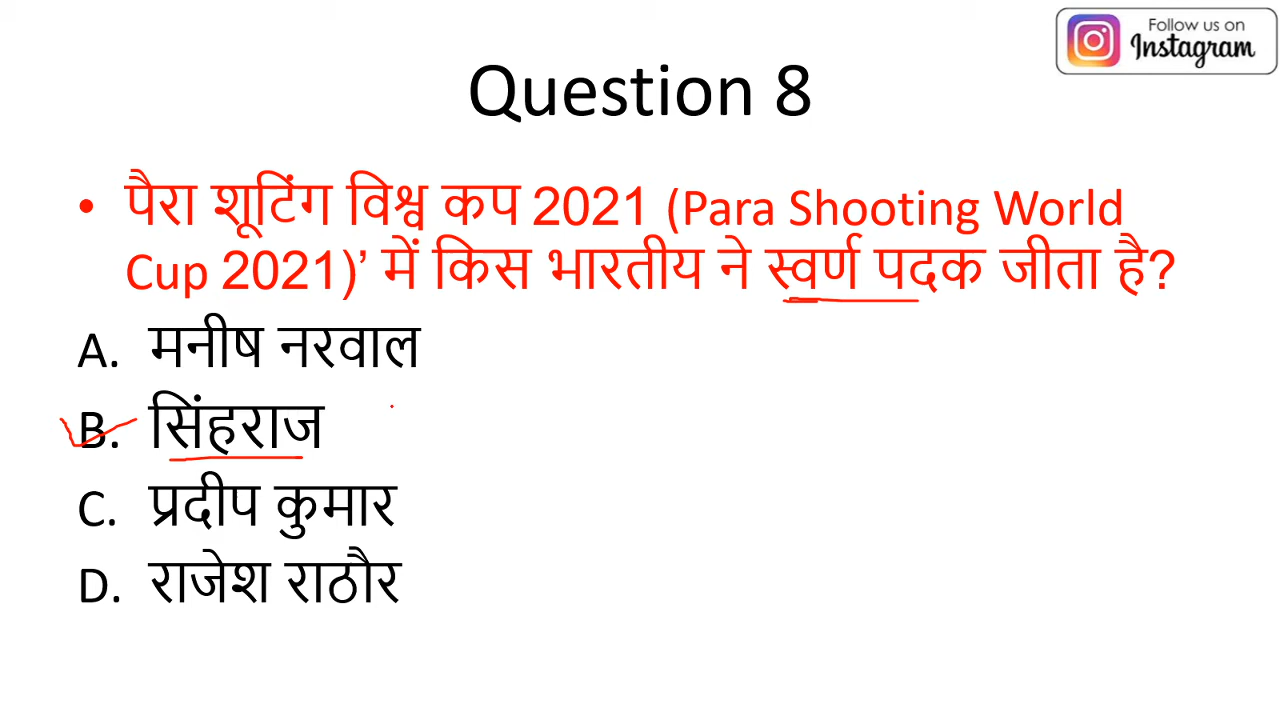 Follow us on
Instagram
Question 8
• पैरा शूटिंग विश्व कप 2021 (Para Shooting World
Cup 2021)’ में किस भारतीय ने स्वर्ण पदक जीता है?
A. मनीष नरवाल
B. सिंहराज
C. प्रदीप कुमार
D. राजेश राठौर